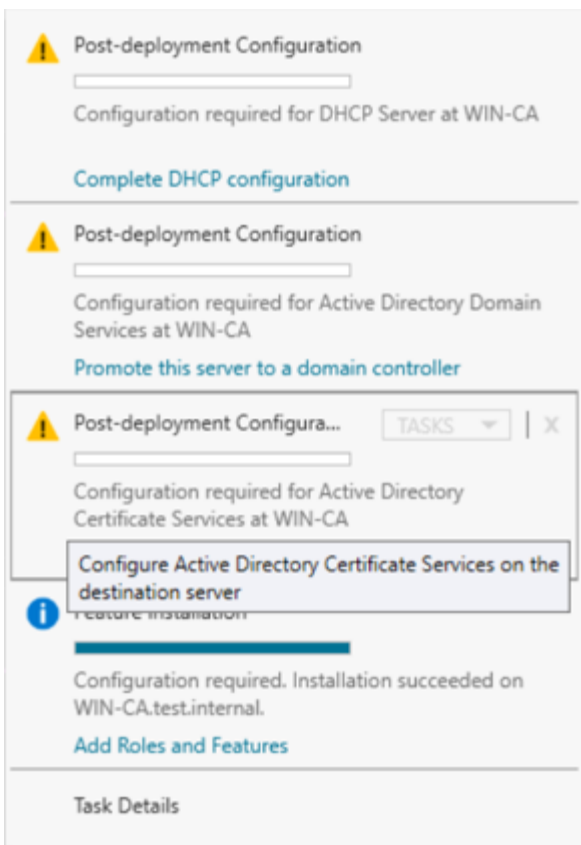 Post-deployment Configuration
Configuration required for DHCP Server at WIN-CA
Complete DHCP configuration
Post-deployment Configuration
Configuration required for Active Directory Domain
Services at WIN-CA
Promote this server to a domain controller
Post-deployment Configura... TASKS X
Configuration required for Active Directory
Certificate Services at WIN-CA
Configure Active Directory Certificate Services on the
destination server
Feature Installation
Configuration required. Installation succeeded on
WIN-CA.test.internal.
Add Roles and Features
Task Details